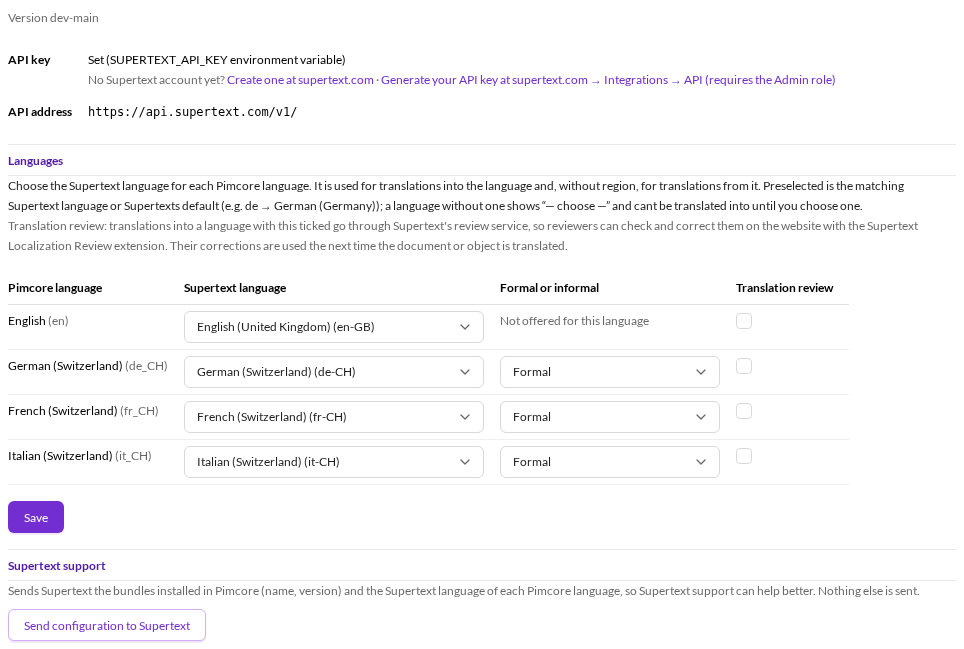 Version dev-main
API key
Set (SUPERTEXT_API_KEY environment variable)
No Supertext account yet? Create one at supertext.com · Generate your API key at supertext.com → Integrations → API (requires the Admin role)
API address
https://api.supertext.com/v1/
Languages
Choose the Supertext language for each Pimcore language. It is used for translations into the language and, without region, for translations from it. Preselected is the matching
Supertext language or Supertexts default (e.g. de → German (Germany)); a language without one shows “— choose —” and cant be translated into until you choose one.
Translation review: translations into a language with this ticked go through Supertext's review service, so reviewers can check and correct them on the website with the Supertext
Localization Review extension. Their corrections are used the next time the document or object is translated.
Pimcore language Supertext language Formal or informal Translation review
English (en) English (United Kingdom) (en-GB) Not offered for this language
German (Switzerland) (de_CH) German (Switzerland) (de-CH) Formal
French (Switzerland) (fr_CH) French (Switzerland) (fr-CH) Formal
Italian (Switzerland) (it_CH) Italian (Switzerland) (it-CH) Formal
Save
Supertext support
Sends Supertext the bundles installed in Pimcore (name, version) and the Supertext language of each Pimcore language, so Supertext support can help better. Nothing else is sent.
Send configuration to Supertext